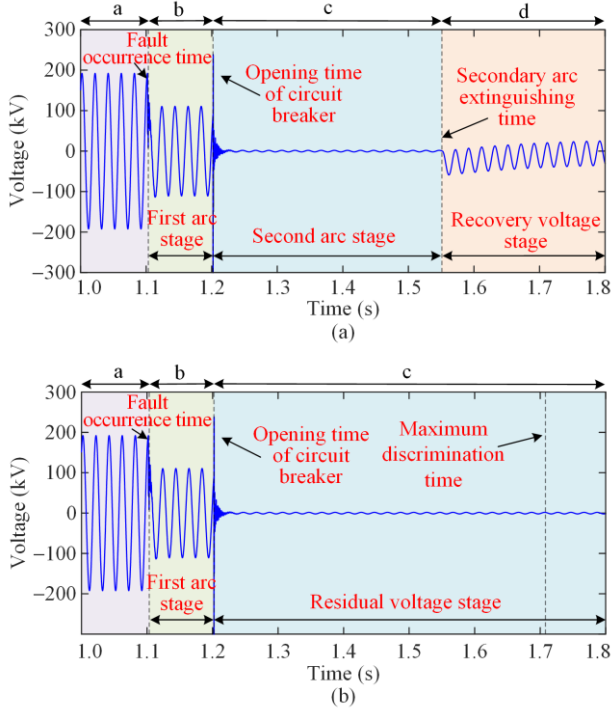 a b c d
300
200
100
0
−100
−200
−300
Voltage (kV)
Fault
occurrence time
Opening time
of circuit
breaker
Secondary arc
extinguishing
time
First arc
stage
Second arc stage
Recovery voltage
stage
1.0 1.1 1.2 1.3 1.4 1.5 1.6 1.7 1.8
Time (s)
(a)
a b c
300
200
100
0
−100
−200
Voltage (kV)
Fault
occurrence time
Opening time
of circuit
breaker
Maximum
discrimination
time
First arc
stage
Residual voltage stage
1.0 1.1 1.2 1.3 1.4 1.5 1.6 1.7 1.8
Time (s)
(b)